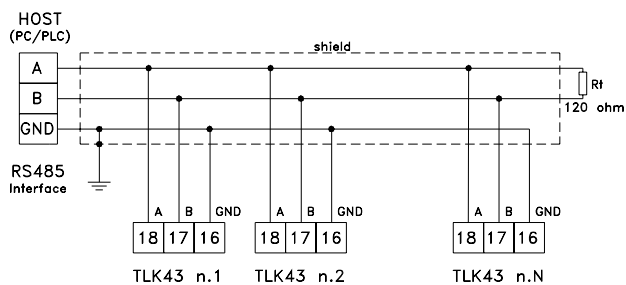 HOST
(PC/PLC)
shield
A
B
Rt
120 ohm
GND
RS485
Interface
A B GND A B GND A B GND
18 17 16 18 17 16 18 17 16
TLK43 n.1 TLK43 n.2 TLK43 n.N